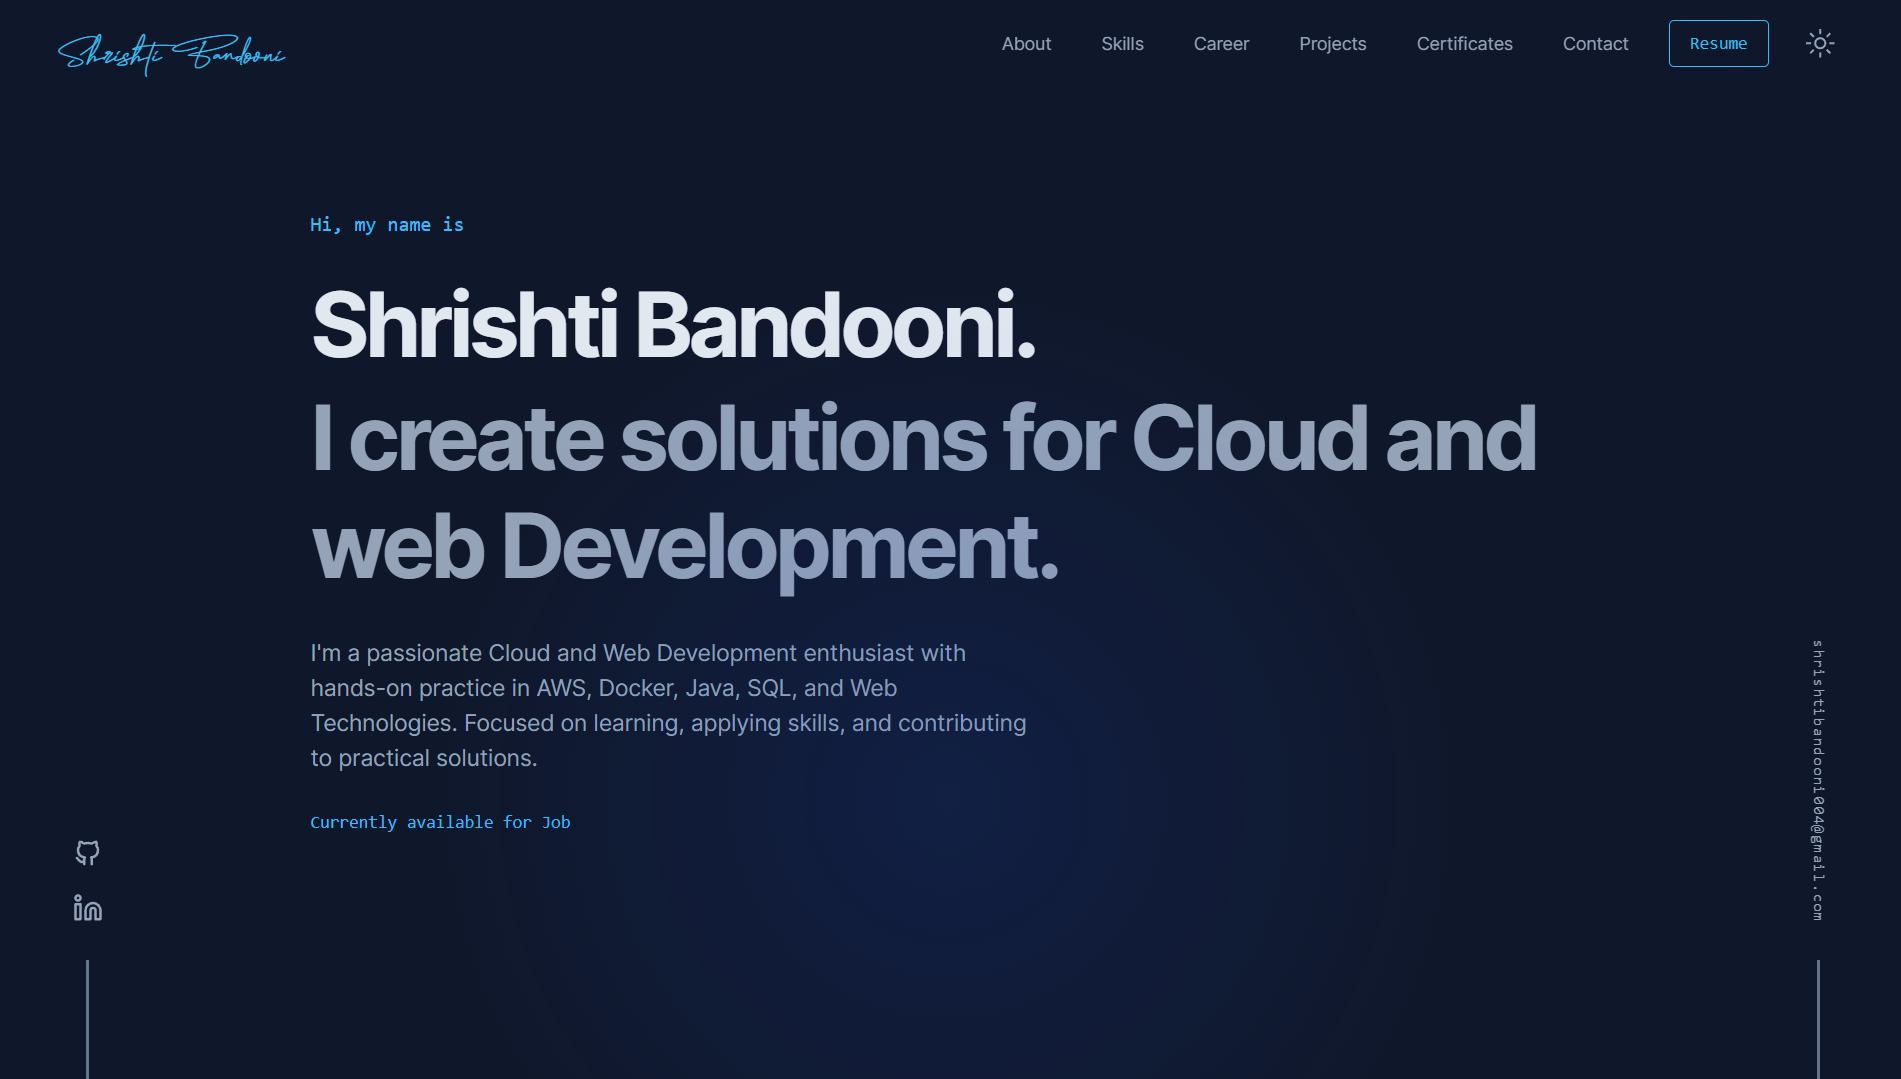 Shrishti Bandooni
About
Skills
Career
Projects
Certificates
Contact
Resume
Hi, my name is
Shrishti Bandooni.
I create solutions for Cloud and
web Development.
I'm a passionate Cloud and Web Development enthusiast with
hands-on practice in AWS, Docker, Java, SQL, and Web
Technologies. Focused on learning, applying skills, and contributing
to practical solutions.
Currently available for Job
shrishtibandooni004@gmail.com